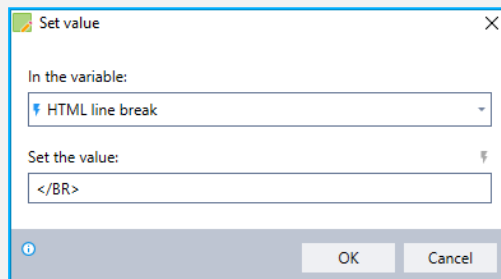 Set value
In the variable:
HTML line break
Set the value:
</BR>
OK
Cancel